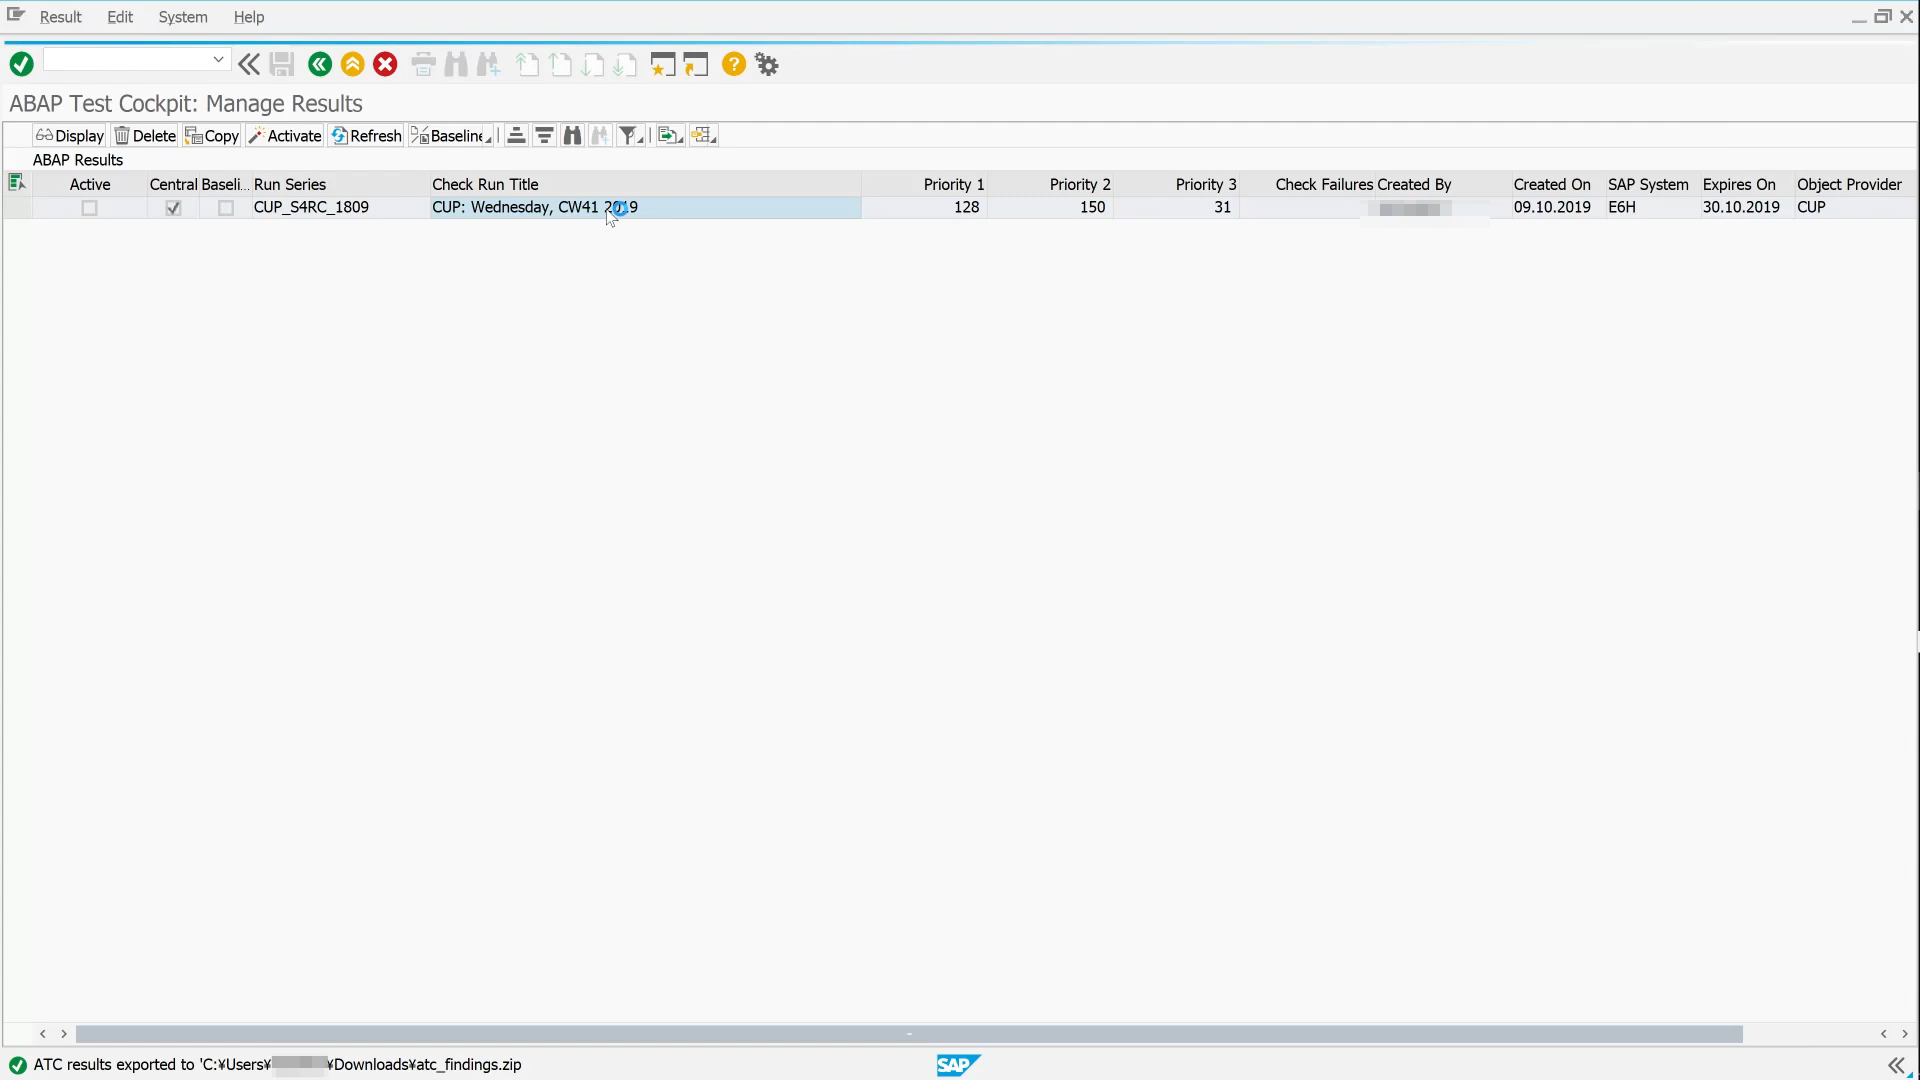 Result Edit System Help
ABAP Test Cockpit: Manage Results
Display Delete Copy Activate Refresh Baseline
ABAP Results
Active Central Baseli... Run Series Check Run Title Priority 1 Priority 2 Priority 3 Check Failures Created By Created On SAP System Expires On Object Provider
CUP_S4RC_1809 CUP: Wednesday, CW41 2019 128 150 31 09.10.2019 E6H 30.10.2019 CUP
ATC results exported to 'C:¥Users¥ ¥Downloads¥atc_findings.zip
SAP